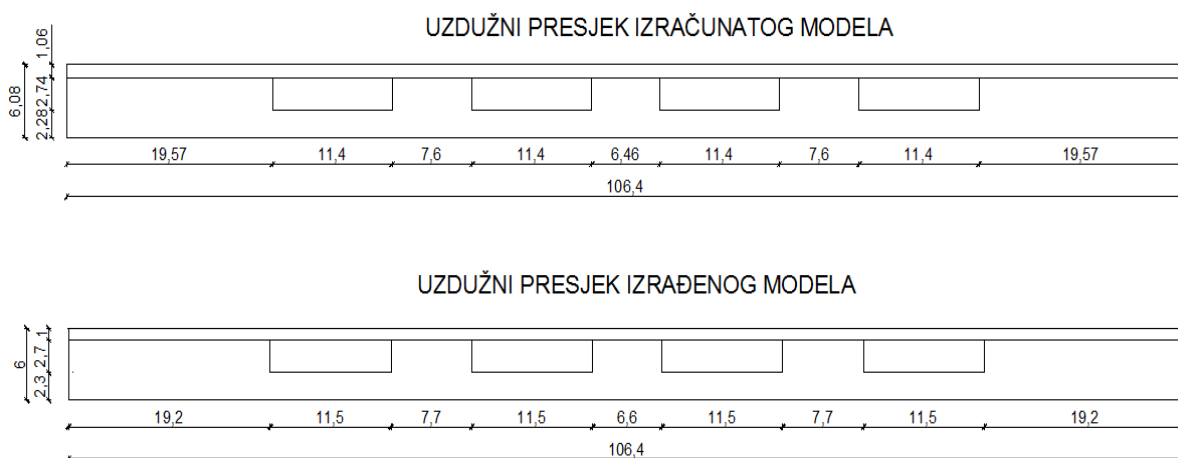 UZDUŽNI PRESJEK IZRAČUNATOG MODELA
1,06
6,08
2,74
2,28
19,57 11,4 7,6 11,4 6,46 11,4 7,6 11,4 19,57
106,4
UZDUŽNI PRESJEK IZRAĐENOG MODELA
1
6
2,7
2,3
19,2 11,5 7,7 11,5 6,6 11,5 7,7 11,5 19,2
106,4